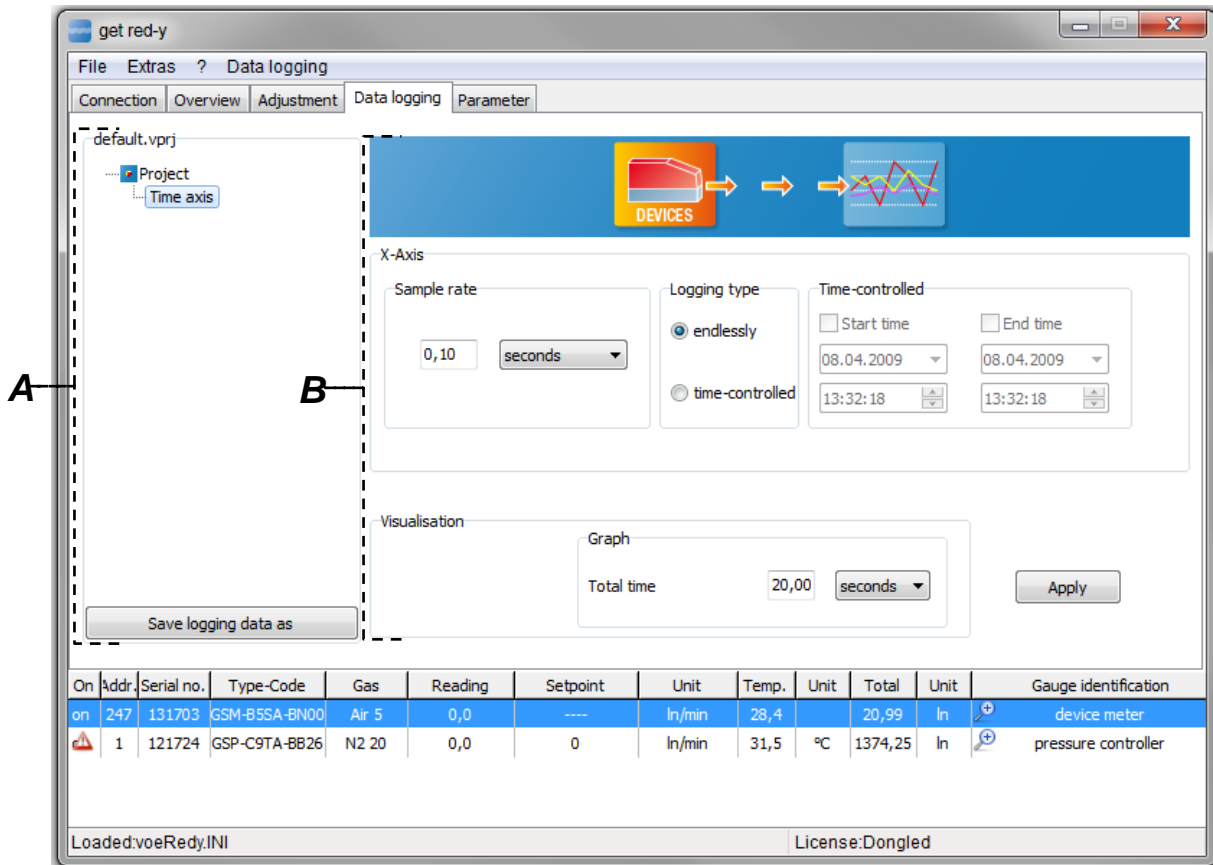 get red-y
File Extras ? Data logging
Connection Overview Adjustment Data logging Parameter
default.vprj
Project
Time axis
DEVICES
X-Axis
Sample rate
0,10 seconds
Logging type
endlessly
time-controlled
Time-controlled
Start time End time
08.04.2009 08.04.2009
13:32:18 13:32:18
A
B
Visualisation
Graph
Total time 20,00 seconds
Apply
Save logging data as
On Addr. Serial no. Type-Code Gas Reading Setpoint Unit Temp. Unit Total Unit Gauge identification
on 247 131703 GSM-B5SA-BN00 Air 5 0,0 ---- ln/min 28,4 20,99 ln device meter
1 121724 GSP-C9TA-BB26 N2 20 0,0 0 ln/min 31,5 °C 1374,25 ln pressure controller
Loaded:voeRedy.INI License:Dongled